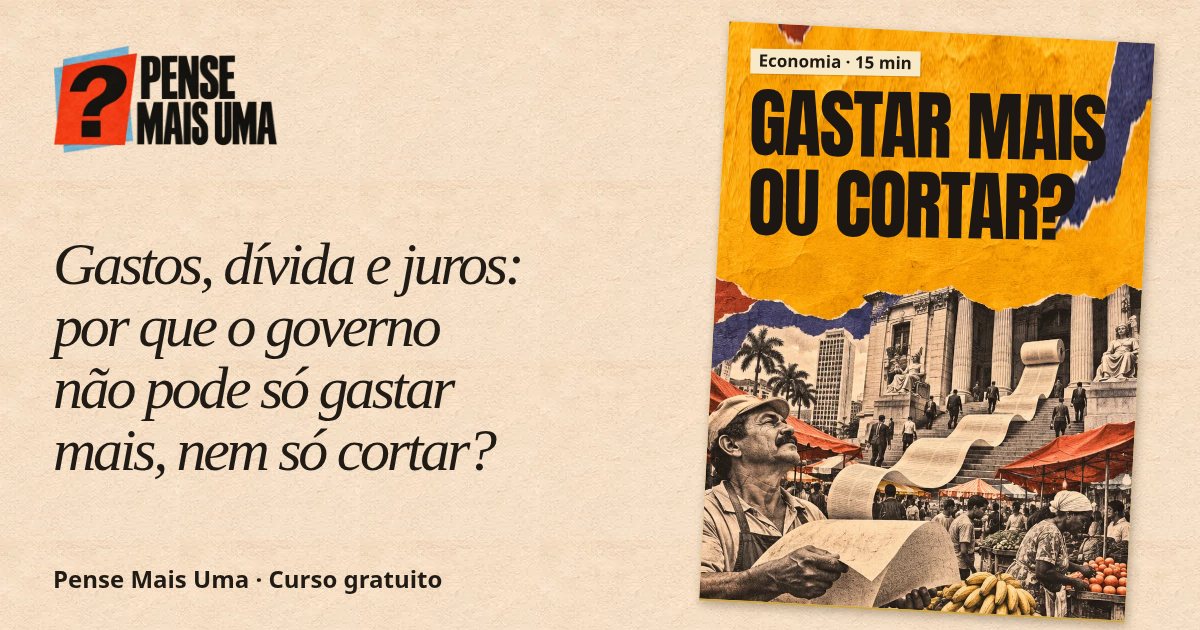 ?
PENSE
MAIS UMA
Gastos, dívida e juros:
por que o governo
não pode só gastar
mais, nem só cortar?
Pense Mais Uma · Curso gratuito
Economia · 15 min
GASTAR MAIS
OU CORTAR?